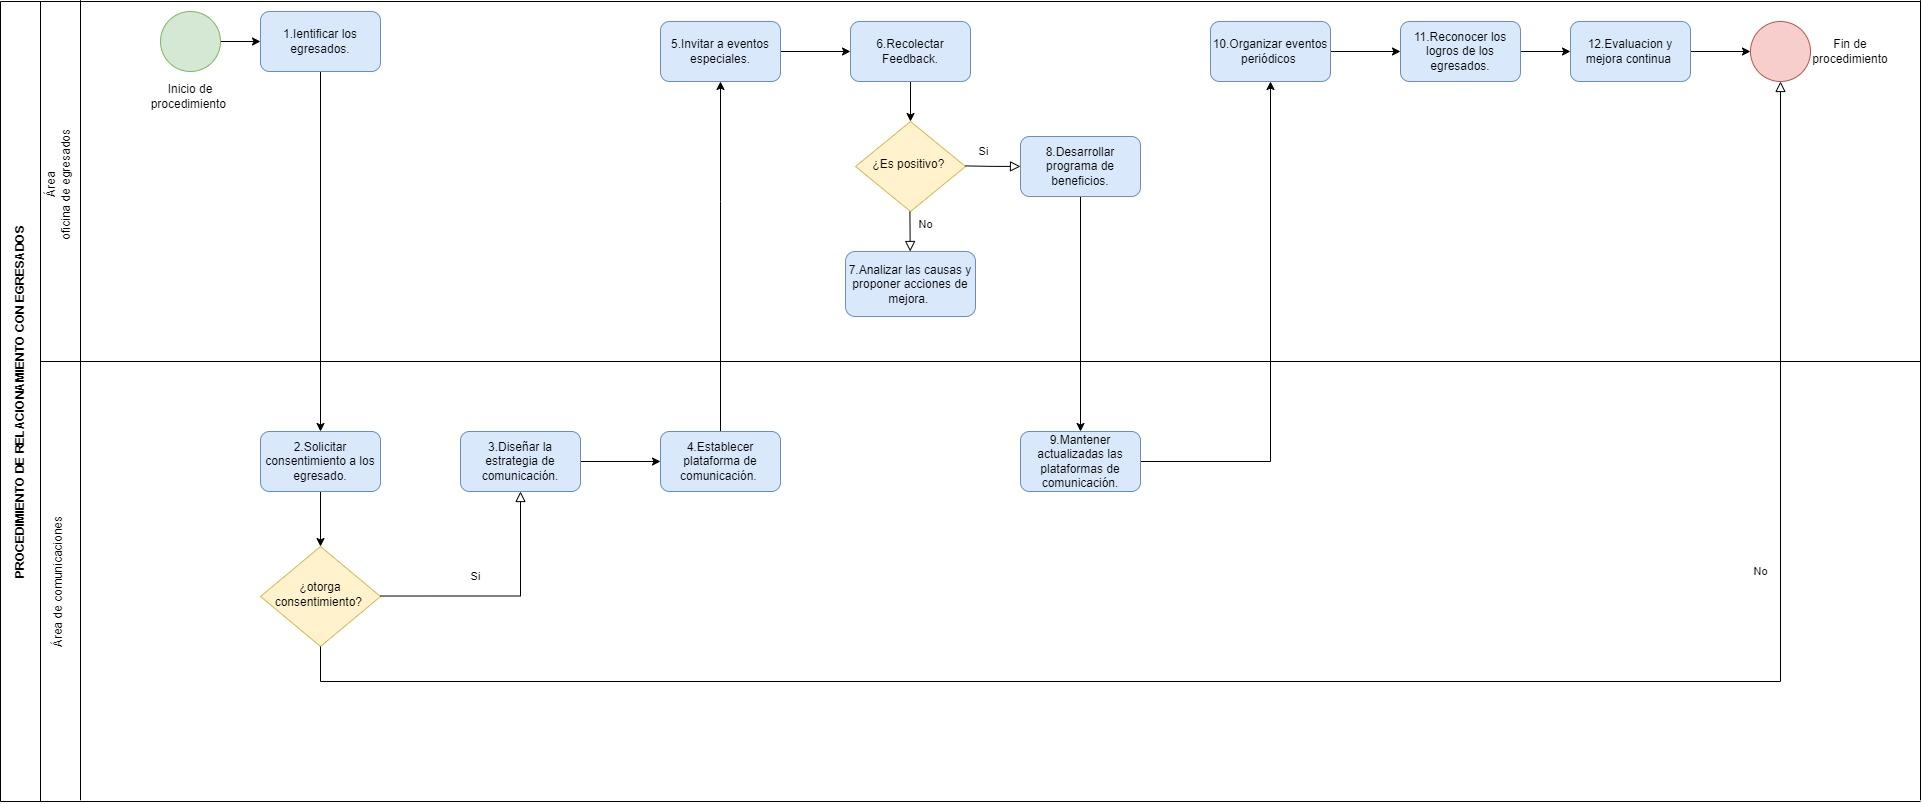 PROCEDIMIENTO DE RELACIONAMIENTO CON EGRESADOS
Área
oficina de egresados
Inicio de
procedimiento
1.Ientificar los
egresados.
5.Invitar a eventos
especiales.
6.Recolectar
Feedback.
¿Es positivo?
Si
No
7.Analizar las causas y
proponer acciones de
mejora.
8.Desarrollar
programa de
beneficios.
10.Organizar eventos
periódicos
11.Reconocer los
logros de los
egresados.
12.Evaluacion y
mejora continua
Fin de
procedimiento
Área de comunicaciones
2.Solicitar
consentimiento a los
egresado.
¿otorga
consentimiento?
Si
3.Diseñar la
estrategia de
comunicación.
4.Establecer
plataforma de
comunicación.
9.Mantener
actualizadas las
plataformas de
comunicación.
No